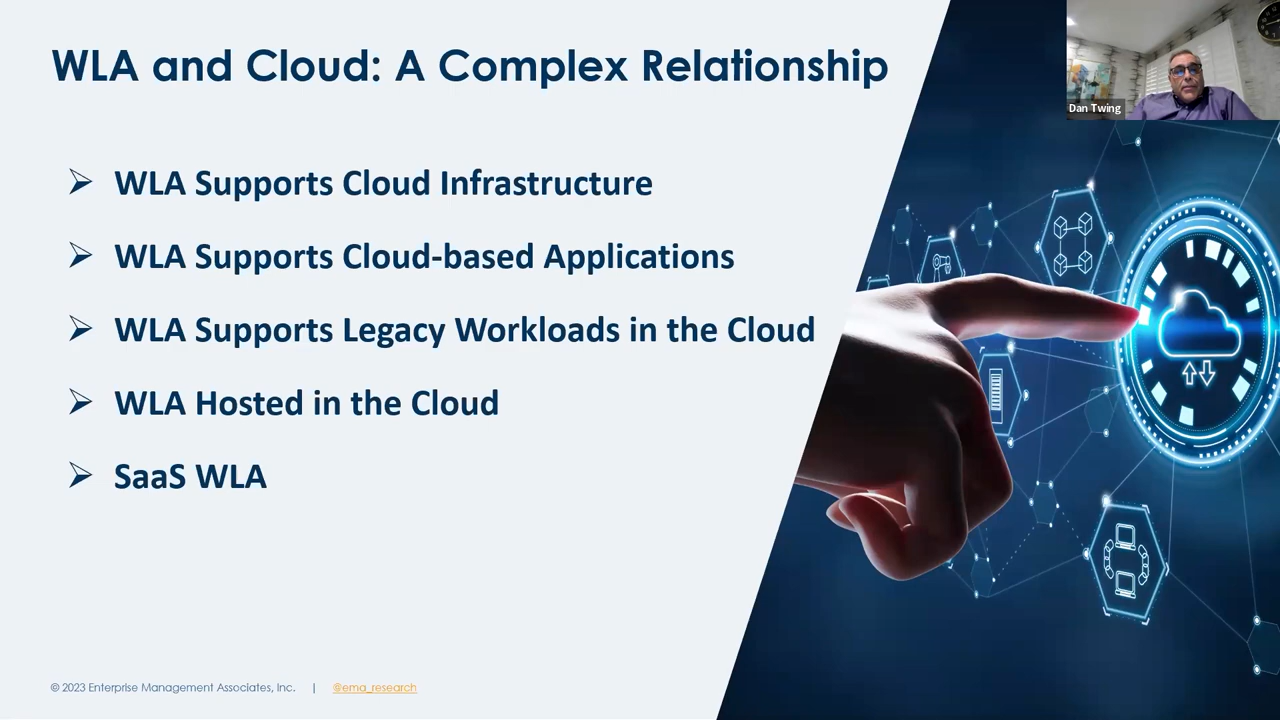 WLA and Cloud: A Complex Relationship
Dan Twing
➢ WLA Supports Cloud Infrastructure
➢ WLA Supports Cloud-based Applications
➢ WLA Supports Legacy Workloads in the Cloud
➢ WLA Hosted in the Cloud
➢ SaaS WLA
© 2023 Enterprise Management Associates, Inc. | @ema_research